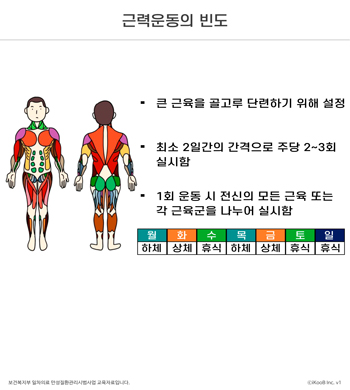 근력운동의 빈도
▪ 큰 근육을 골고루 단련하기 위해 설정
▪ 최소 2일간의 간격으로 주당 2~3회
실시함
▪ 1회 운동 시 전신의 모든 근육 또는
각 근육군을 나누어 실시함
월 화 수 목 금 토 일
하체 상체 휴식 하체 상체 휴식 휴식
보건복지부 일차의료 만성질환관리시범사업 교육자료입니다.
ⓒiKooB Inc. v1